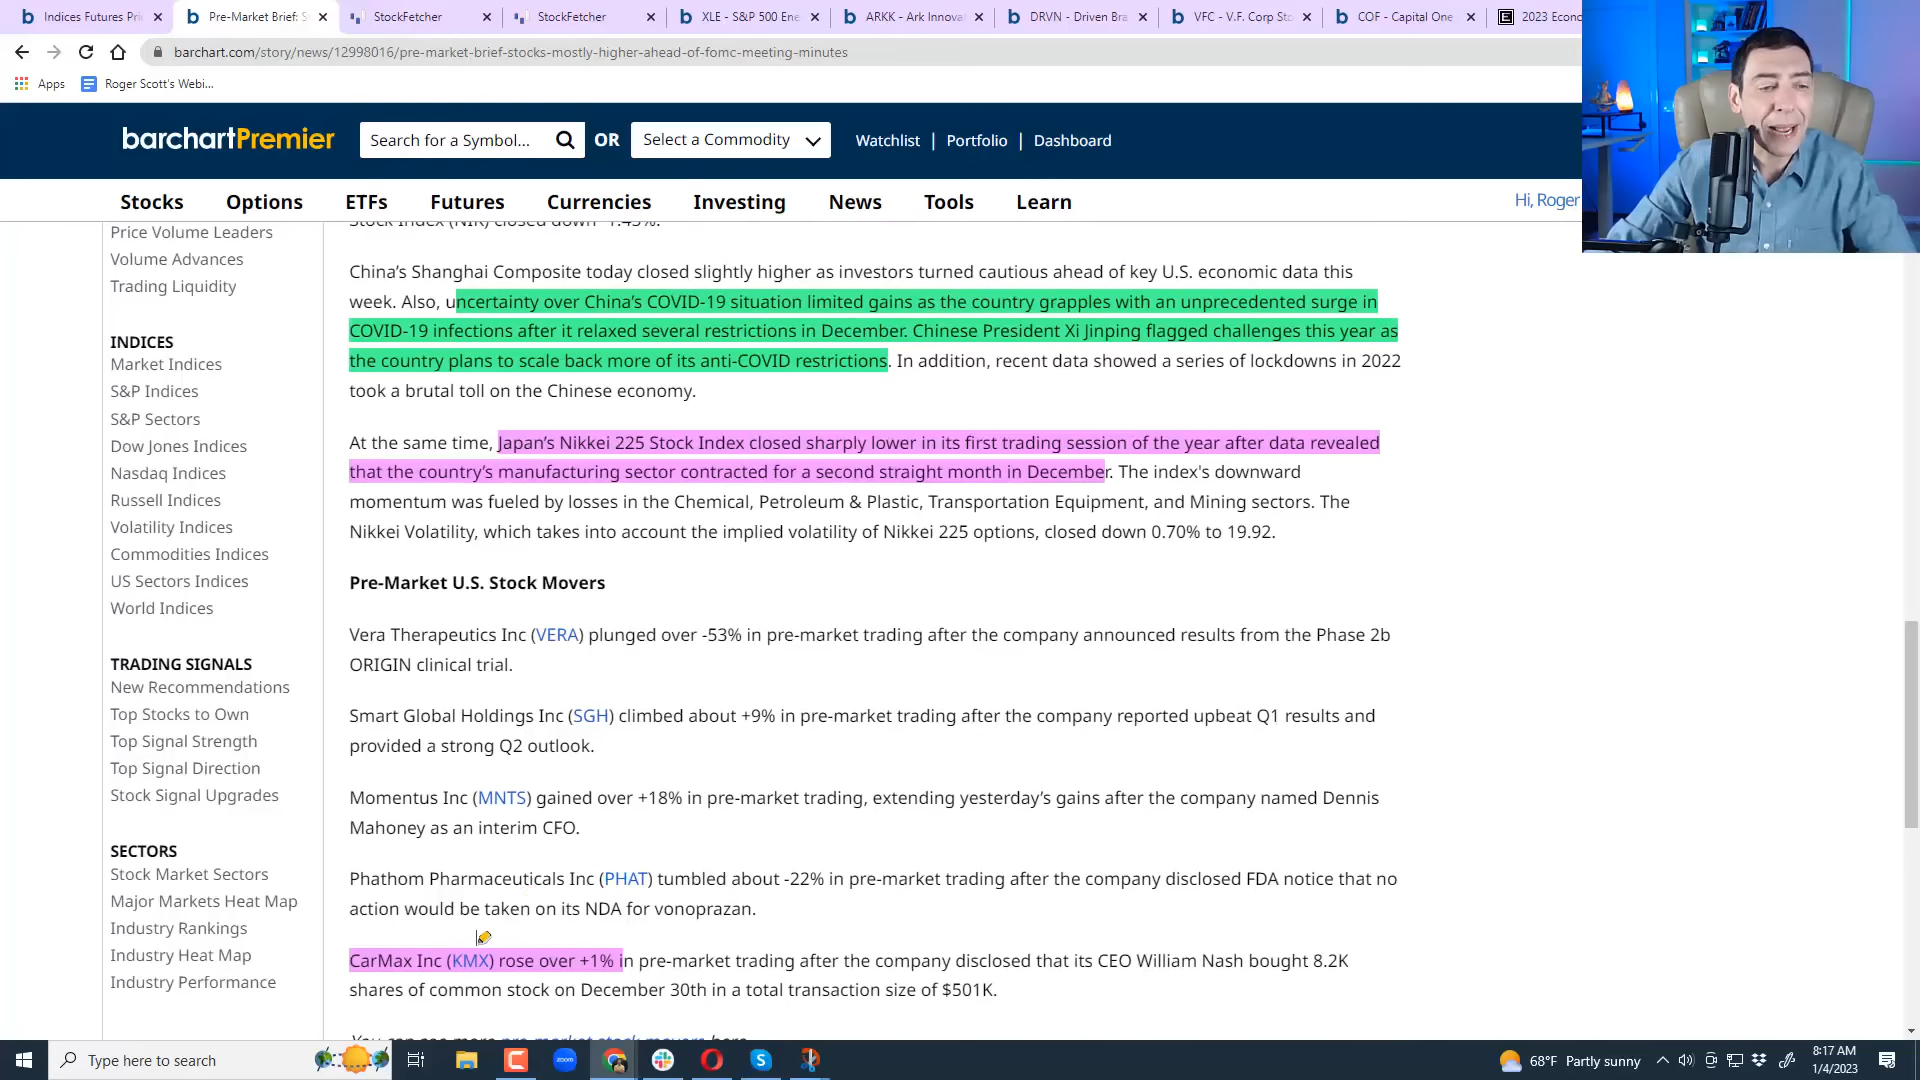 Indices Futures Pri
Pre-Market Brief: S
StockFetcher
StockFetcher
XLE - S&P 500 Ene
ARKK - Ark Innova
DRVN - Driven Bra
VFC - V.F. Corp Sto
COF - Capital One
2023 Econo
barchart.com/story/news/12998016/pre-market-brief-stocks-mostly-higher-ahead-of-fomc-meeting-minutes
Apps
Roger Scott's Webi...
barchartPremier
Search for a Symbol...
OR
Select a Commodity
Watchlist | Portfolio | Dashboard
Stocks Options ETFs Futures Currencies Investing News Tools Learn
Hi, Roger
Price Volume Leaders
Volume Advances
Trading Liquidity
INDICES
Market Indices
S&P Indices
S&P Sectors
Dow Jones Indices
Nasdaq Indices
Russell Indices
Volatility Indices
Commodities Indices
US Sectors Indices
World Indices
TRADING SIGNALS
New Recommendations
Top Stocks to Own
Top Signal Strength
Top Signal Direction
Stock Signal Upgrades
SECTORS
Stock Market Sectors
Major Markets Heat Map
Industry Rankings
Industry Heat Map
Industry Performance
Stock Index (NIK) closed down -1.45%.
China's Shanghai Composite today closed slightly higher as investors turned cautious ahead of key U.S. economic data this
week. Also, uncertainty over China's COVID-19 situation limited gains as the country grapples with an unprecedented surge in
COVID-19 infections after it relaxed several restrictions in December. Chinese President Xi Jinping flagged challenges this year as
the country plans to scale back more of its anti-COVID restrictions. In addition, recent data showed a series of lockdowns in 2022
took a brutal toll on the Chinese economy.
At the same time, Japan's Nikkei 225 Stock Index closed sharply lower in its first trading session of the year after data revealed
that the country's manufacturing sector contracted for a second straight month in December. The index's downward
momentum was fueled by losses in the Chemical, Petroleum & Plastic, Transportation Equipment, and Mining sectors. The
Nikkei Volatility, which takes into account the implied volatility of Nikkei 225 options, closed down 0.70% to 19.92.
Pre-Market U.S. Stock Movers
Vera Therapeutics Inc (VERA) plunged over -53% in pre-market trading after the company announced results from the Phase 2b
ORIGIN clinical trial.
Smart Global Holdings Inc (SGH) climbed about +9% in pre-market trading after the company reported upbeat Q1 results and
provided a strong Q2 outlook.
Momentus Inc (MNTS) gained over +18% in pre-market trading, extending yesterday's gains after the company named Dennis
Mahoney as an interim CFO.
Phathom Pharmaceuticals Inc (PHAT) tumbled about -22% in pre-market trading after the company disclosed FDA notice that no
action would be taken on its NDA for vonoprazan.
CarMax Inc (KMX) rose over +1% in pre-market trading after the company disclosed that its CEO William Nash bought 8.2K
shares of common stock on December 30th in a total transaction size of $501K.
You can see more pre-market stock movers here
Type here to search
zoom
68°F Partly sunny
8:17 AM
1/4/2023